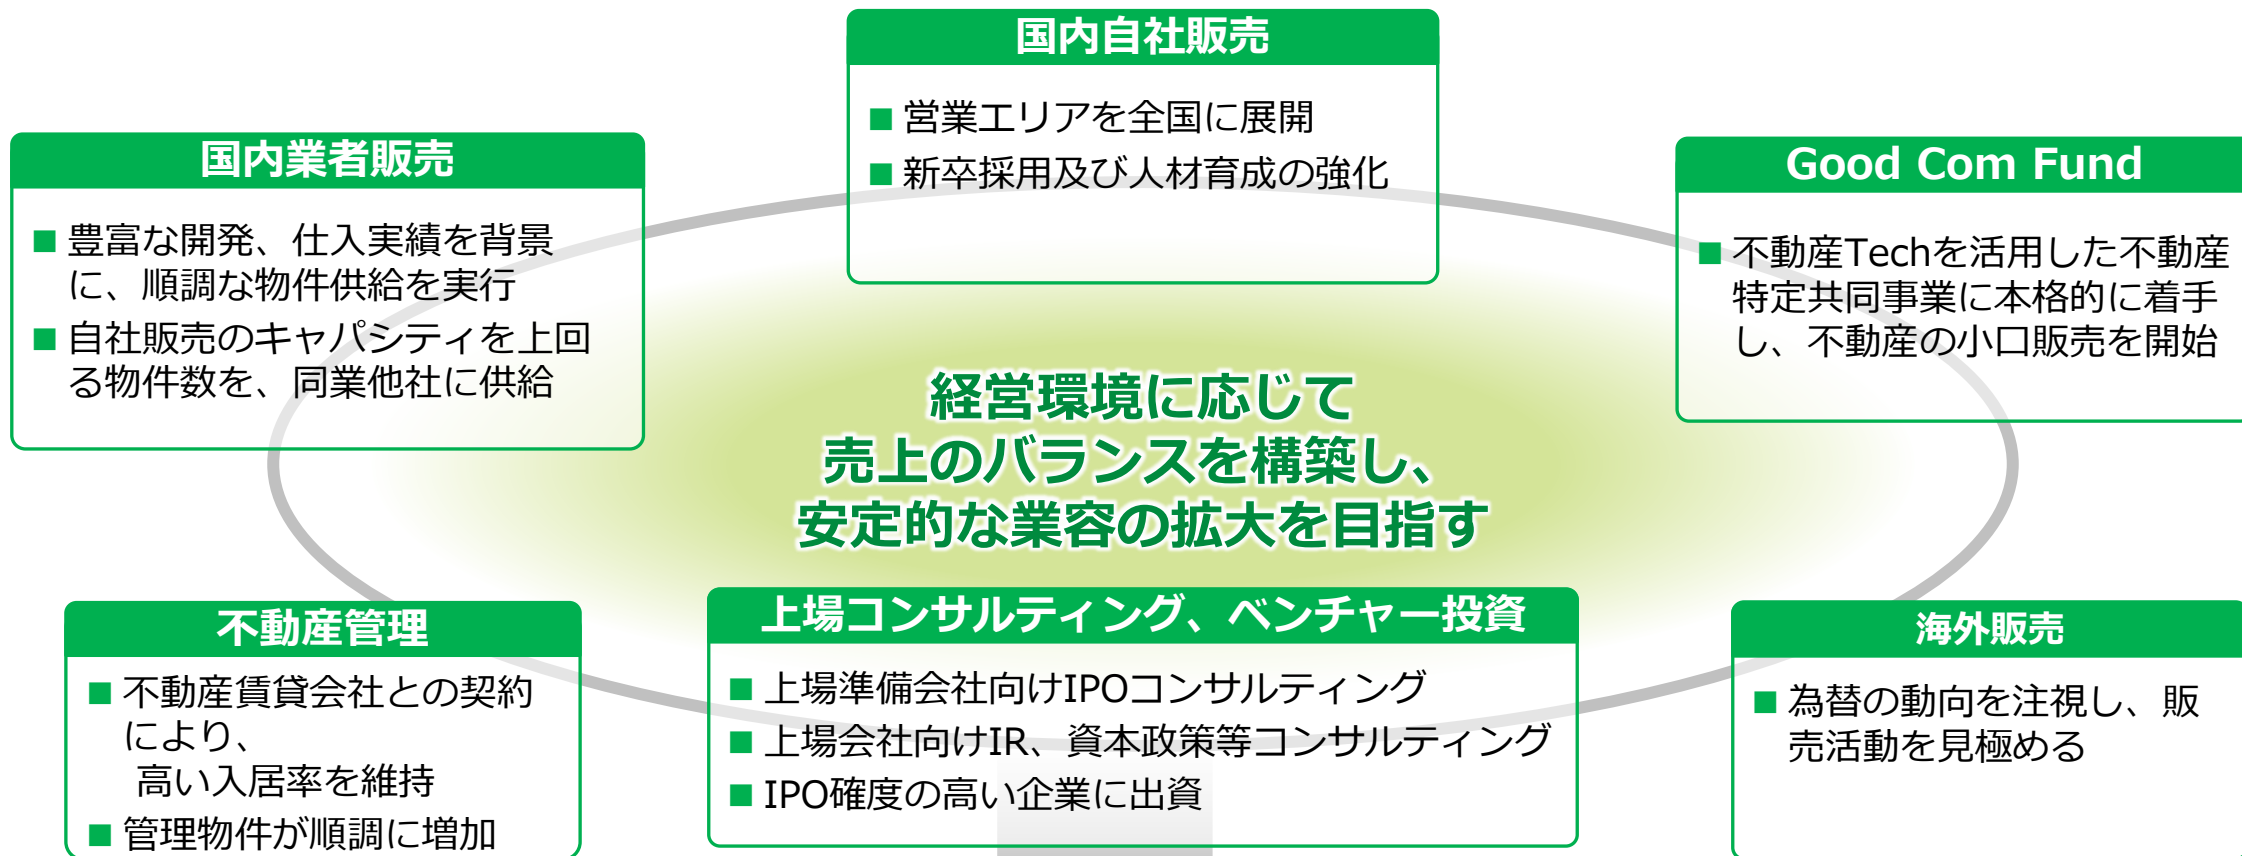 国内自社販売
■ 営業エリアを全国に展開
■ 新卒採用及び人材育成の強化
国内業者販売
■ 豊富な開発、仕入実績を背景
に、順調な物件供給を実行
■ 自社販売のキャパシティを上回
る物件数を、同業他社に供給
Good Com Fund
■ 不動産Techを活用した不動産
特定共同事業に本格的に着手
し、不動産の小口販売を開始
経営環境に応じて
売上のバランスを構築し、
安定的な業容の拡大を目指す
不動産管理
■ 不動産賃貸会社との契約
により、
高い入居率を維持
■ 管理物件が順調に増加
上場コンサルティング、ベンチャー投資
■ 上場準備会社向けIPOコンサルティング
■ 上場会社向けIR、資本政策等コンサルティング
■ IPO確度の高い企業に出資
海外販売
■ 為替の動向を注視し、販
売活動を見極める